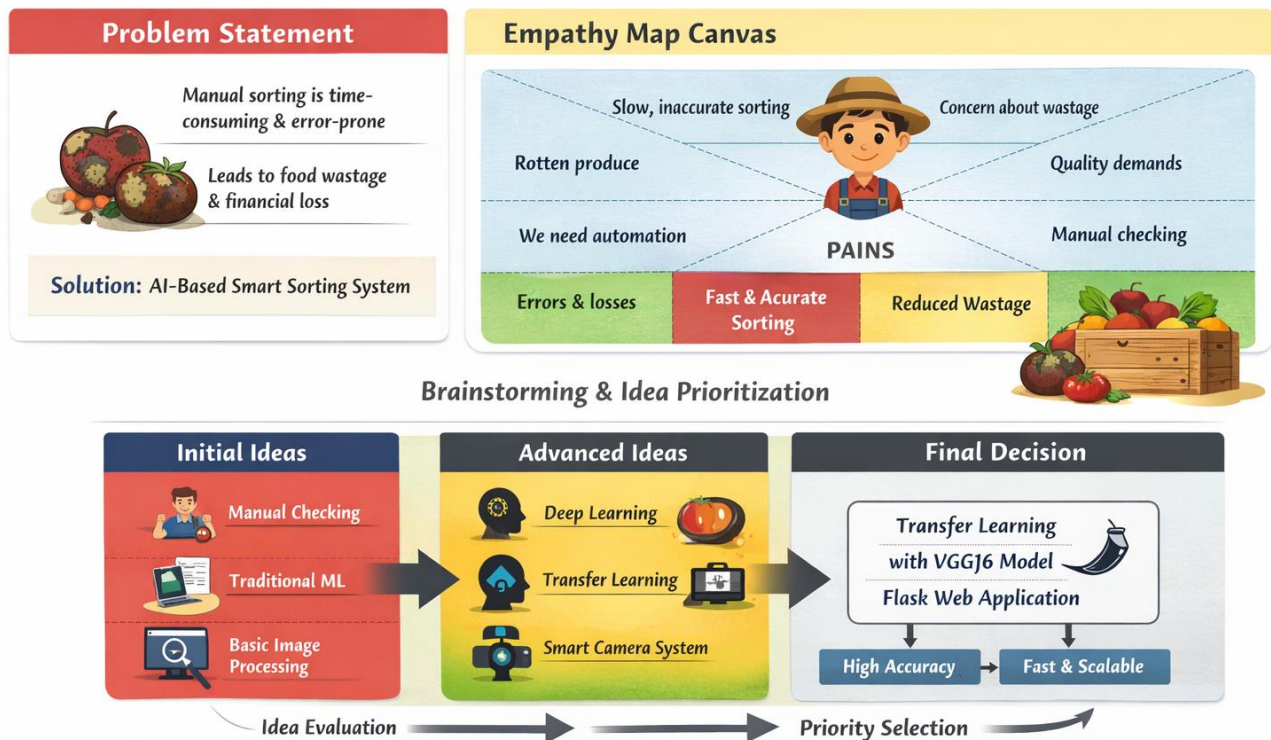 Problem Statement
Manual sorting is time-
consuming & error-prone
Leads to food wastage
& financial loss
Solution: AI-Based Smart Sorting System
Empathy Map Canvas
Slow, inaccurate sorting
Concern about wastage
Rotten produce
Quality demands
We need automation
Manual checking
PAINS
Errors & losses
Fast & Acurate
Sorting
Reduced Wastage
Brainstorming & Idea Prioritization
Initial Ideas
Manual Checking
Traditional ML
Basic Image
Processing
Advanced Ideas
Deep Learning
Transfer Learning
Smart Camera System
Final Decision
Transfer Learning
with VGGJ6 Model
Flask Web Application
High Accuracy
Fast & Scalable
Idea Evaluation
Priority Selection